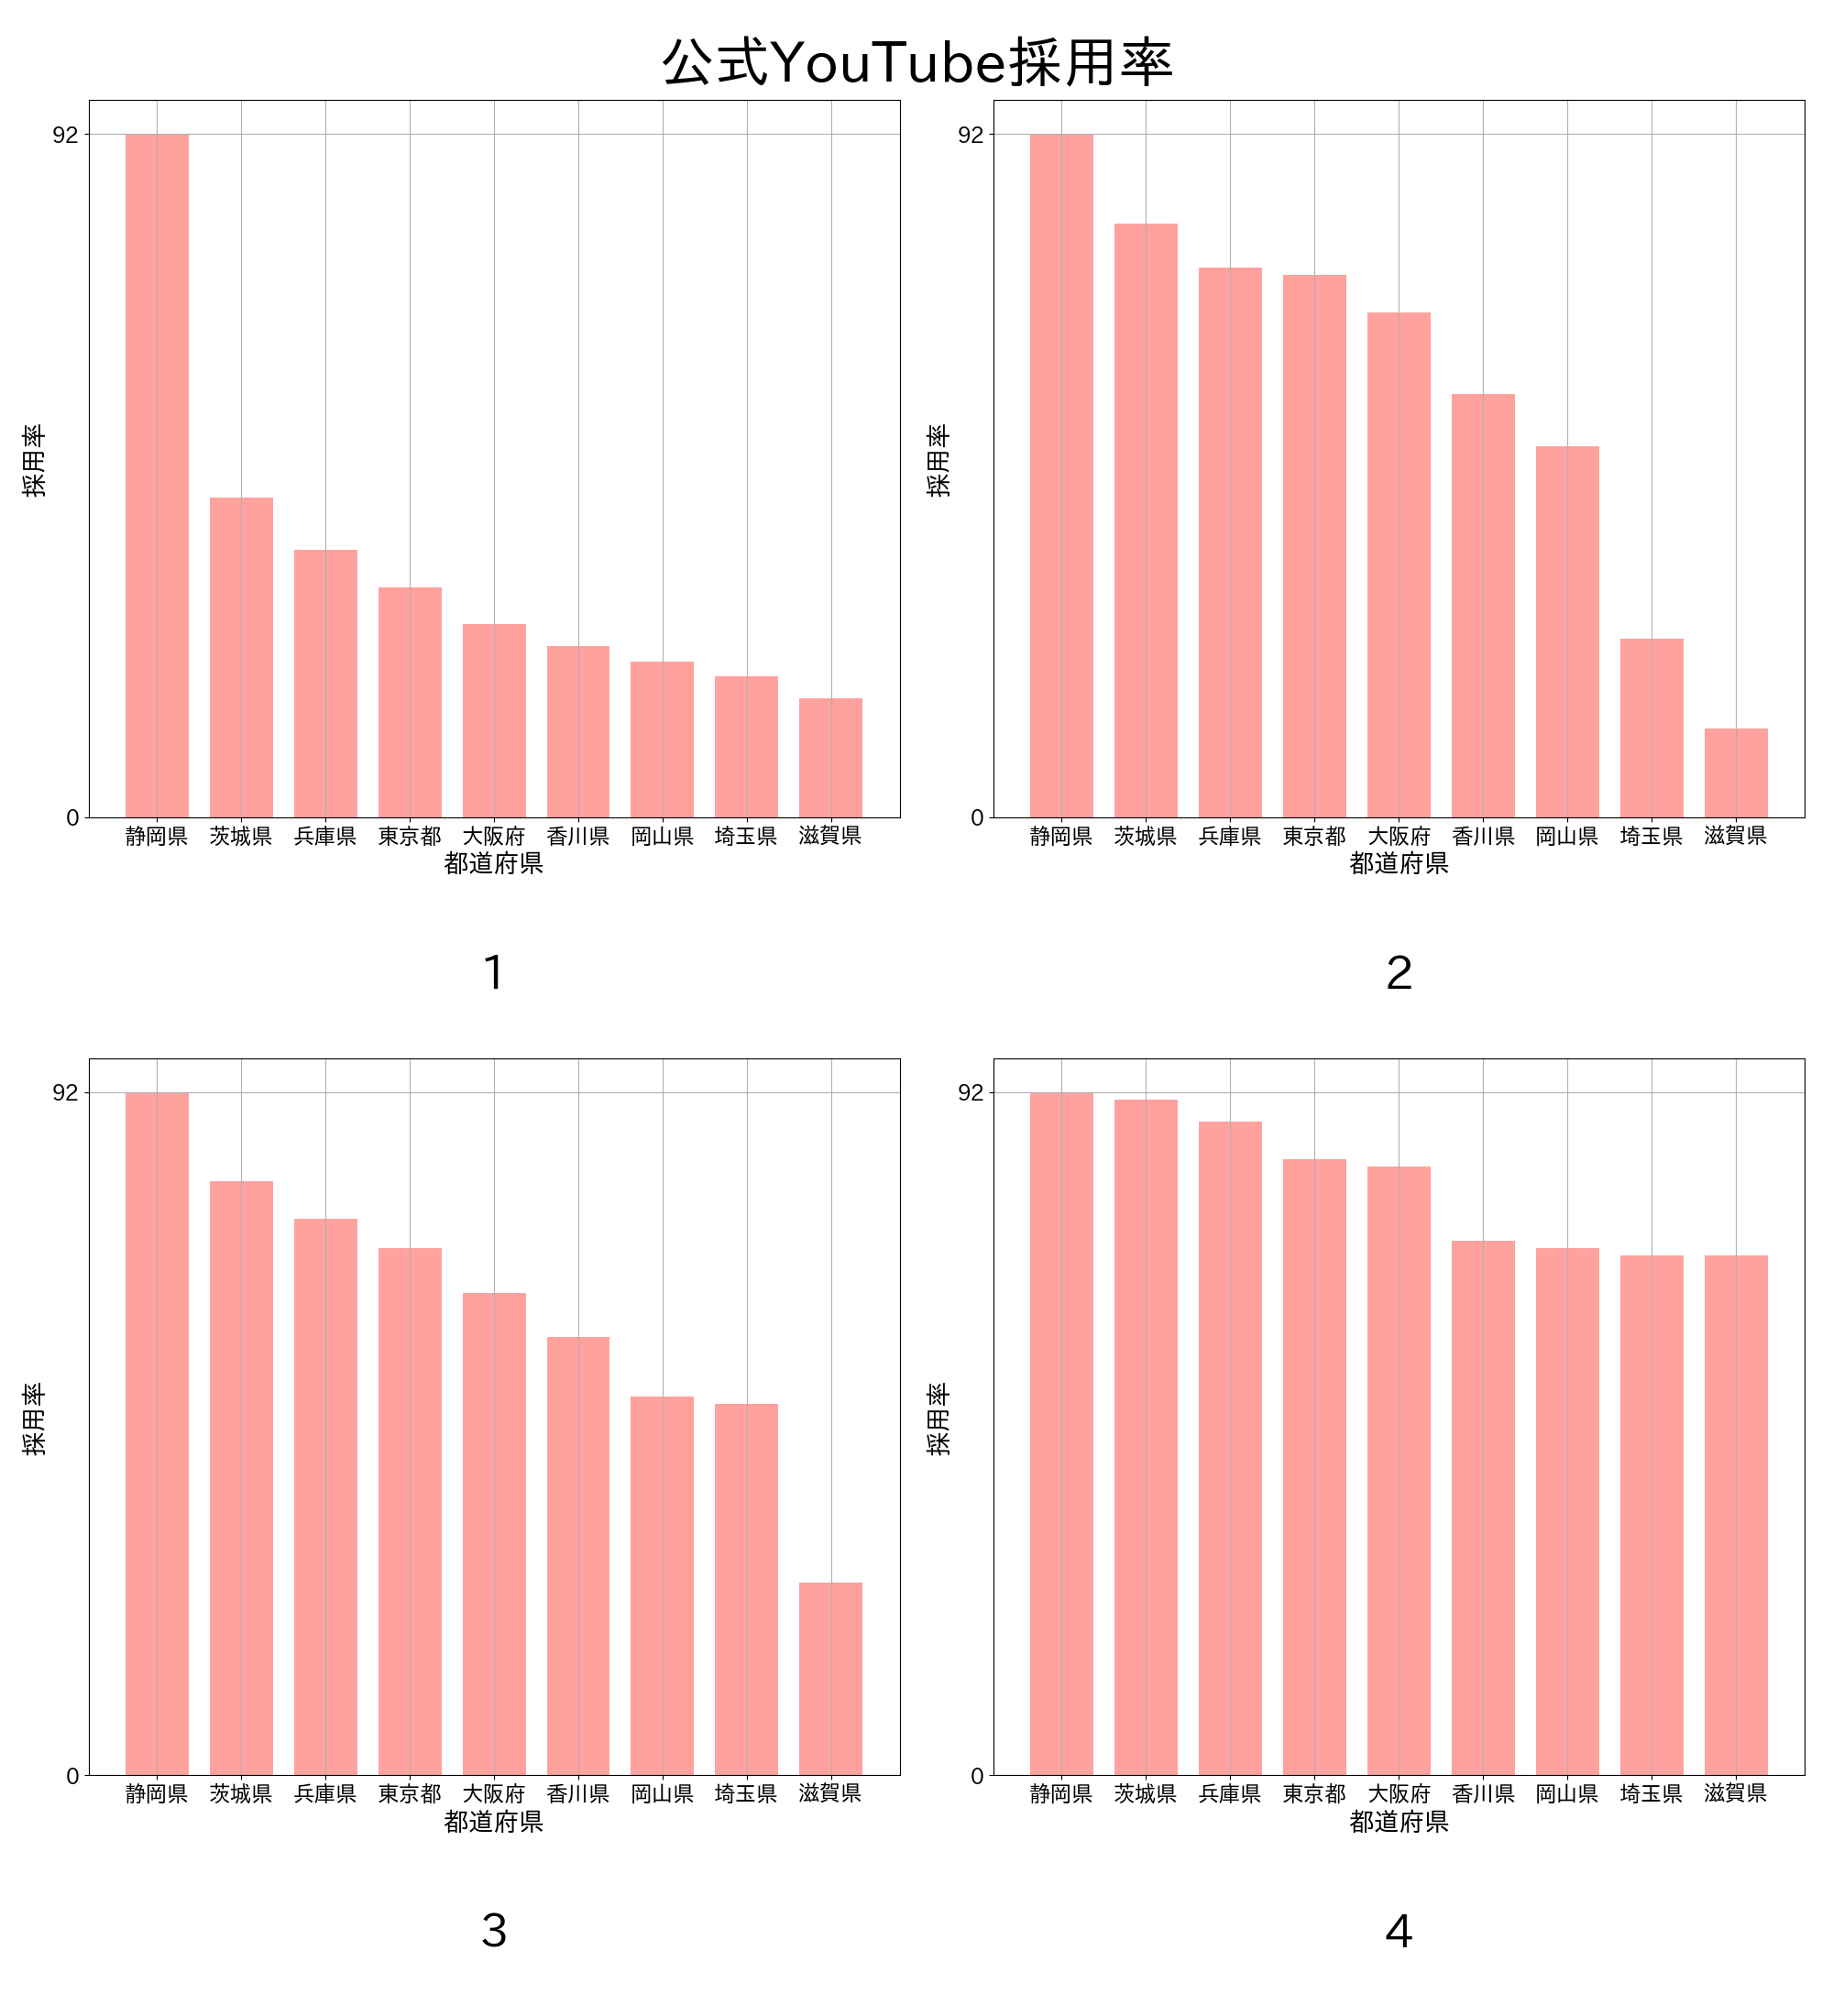 公式YouTube採用率
92
採用率
0
静岡県 茨城県 兵庫県 東京都 大阪府 香川県 岡山県 埼玉県 滋賀県
都道府県
1
92
採用率
0
静岡県 茨城県 兵庫県 東京都 大阪府 香川県 岡山県 埼玉県 滋賀県
都道府県
2
92
採用率
0
静岡県 茨城県 兵庫県 東京都 大阪府 香川県 岡山県 埼玉県 滋賀県
都道府県
3
92
採用率
0
静岡県 茨城県 兵庫県 東京都 大阪府 香川県 岡山県 埼玉県 滋賀県
都道府県
4